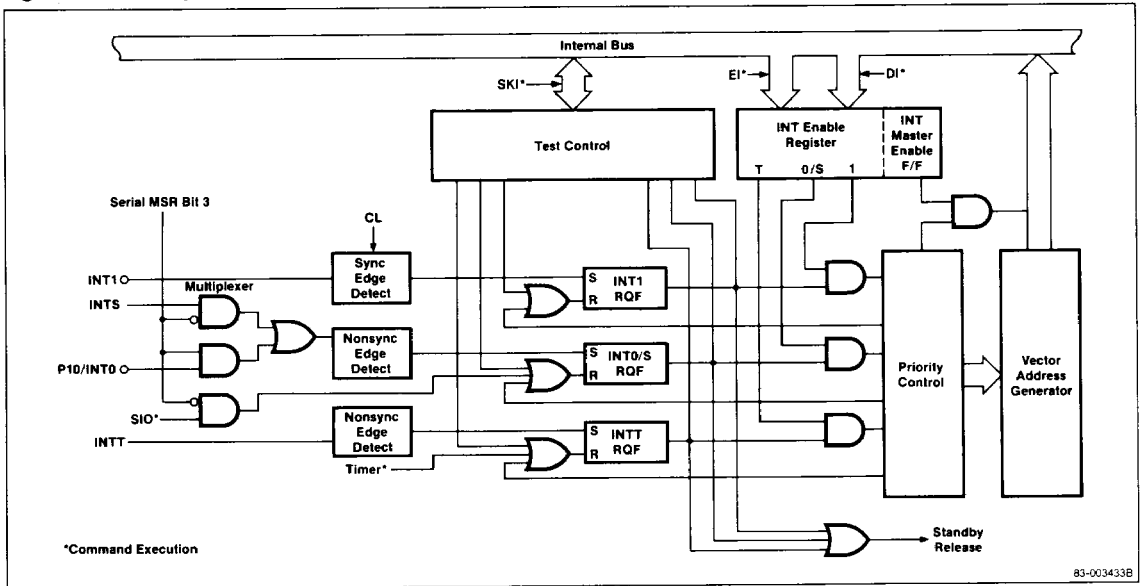 Internal Bus
SKI*
EI*
DI*
Test Control
INT Enable
Register
T 0/S 1
INT
Master
Enable
F/F
Serial MSR Bit 3
CL
Sync
Edge
Detect
INT1
Multiplexer
INTS
S
R
INT1
RQF
Nonsync
Edge
Detect
P10/INT0
S
R
INT0/S
RQF
SIO*
Nonsync
Edge
Detect
INTT
S
R
INTT
RQF
Timer*
Priority
Control
Vector
Address
Generator
Standby
Release
*Command Execution
83-003433B